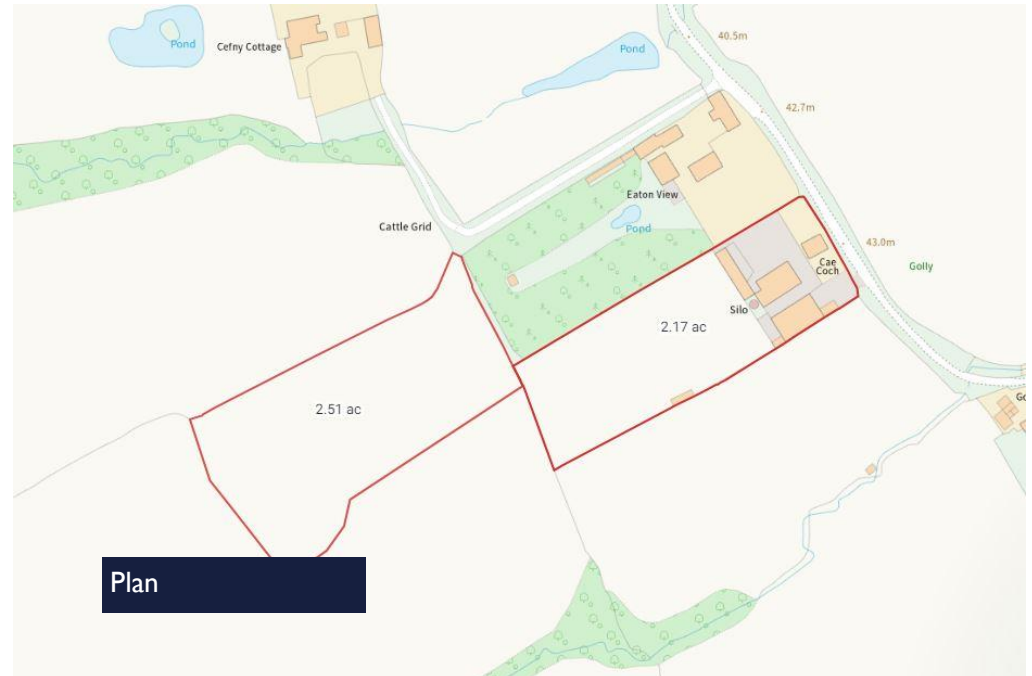 40.5m
Pond
Cefny Cottage
Pond
42.7m
Eaton View
Cattle Grid
Pond
43.0m
Cae
Coch
Golly
Silo
2.17 ac
2.51 ac
Plan